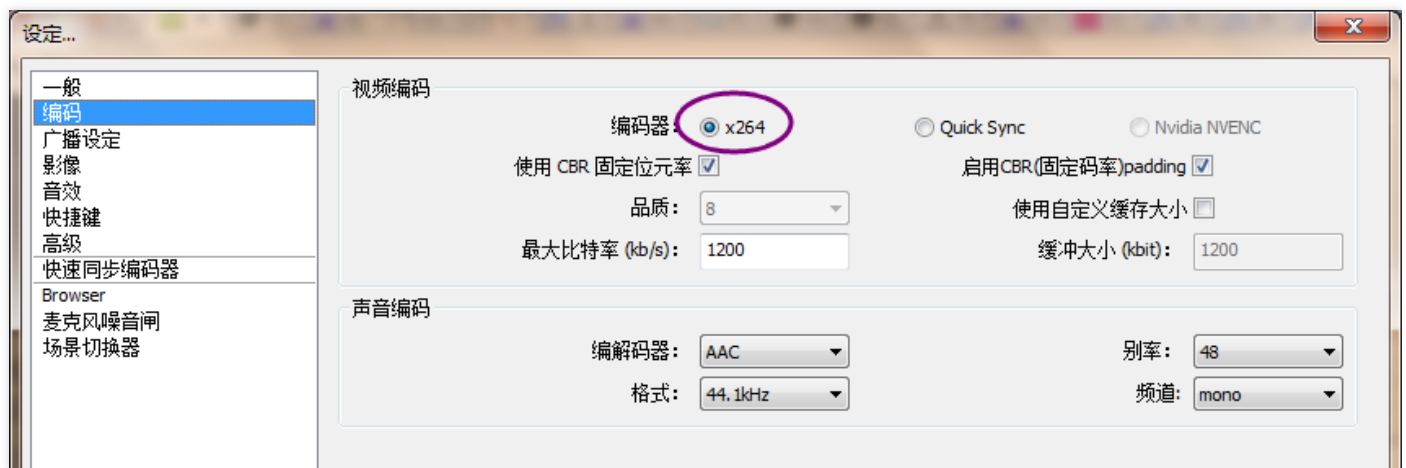 设定...
一般
编码
广播设定
影像
音效
快捷键
高级
快速同步编码器
Browser
麦克风噪音闸
场景切换器
视频编码
编码器: x264 Quick Sync Nvidia NVENC
使用 CBR 固定位元率 启用CBR(固定码率)padding
品质: 8 使用自定义缓存大小
最大比特率 (kb/s): 1200 缓冲大小 (kbit): 1200
声音编码
编解码器: AAC 别率: 48
格式: 44.1kHz 频道: mono